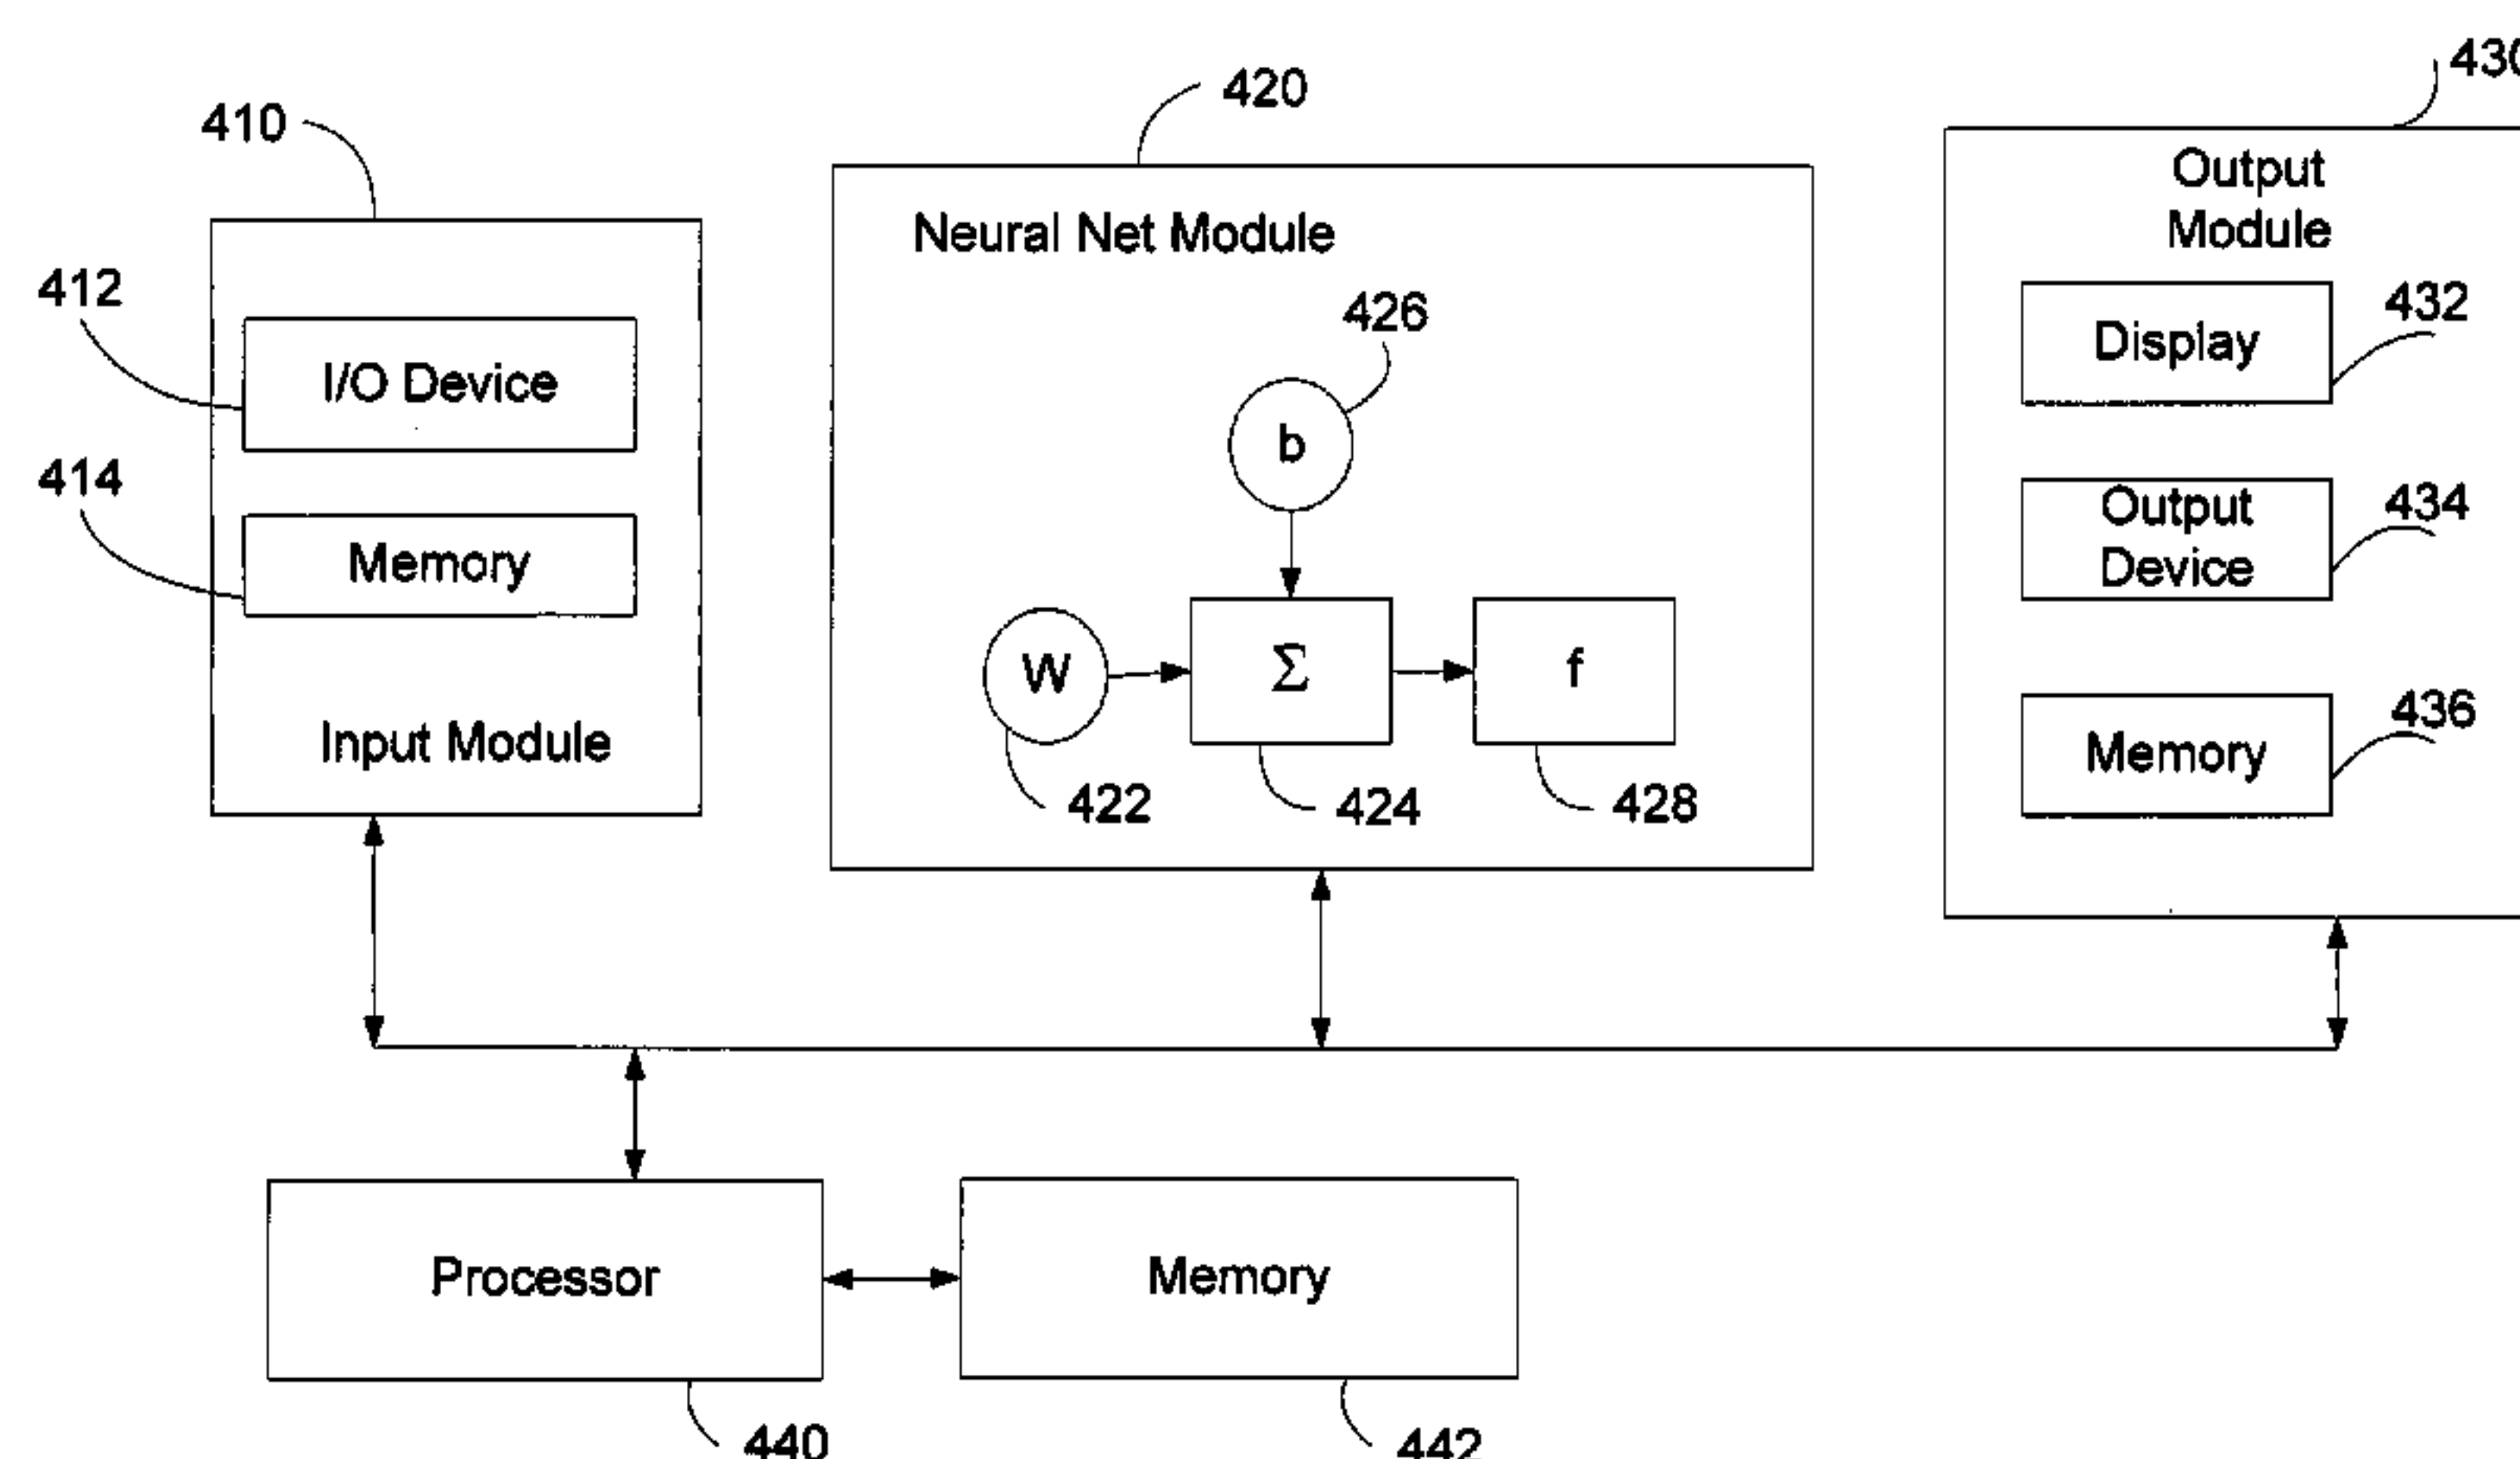 410
I/O Device
412
Memory
414
Input Module
420
Neural Net Module
426
b
W
Σ
f
422
424
428
430
Output
Module
Display
432
Output
Device
434
Memory
436
Processor
440
Memory
442